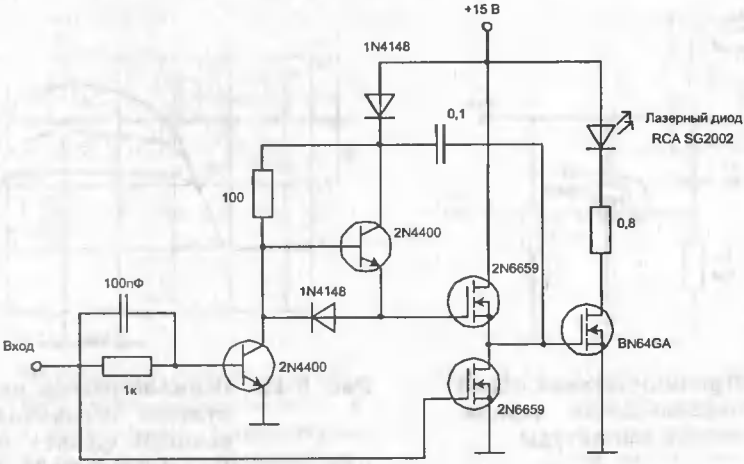 +15 В
1N4148
0,1
Лазерный диод
RCA SG2002
100
2N4400
0,8
2N6659
100пФ
1N4148
BN64GA
Вход
2N4400
1к
2N6659